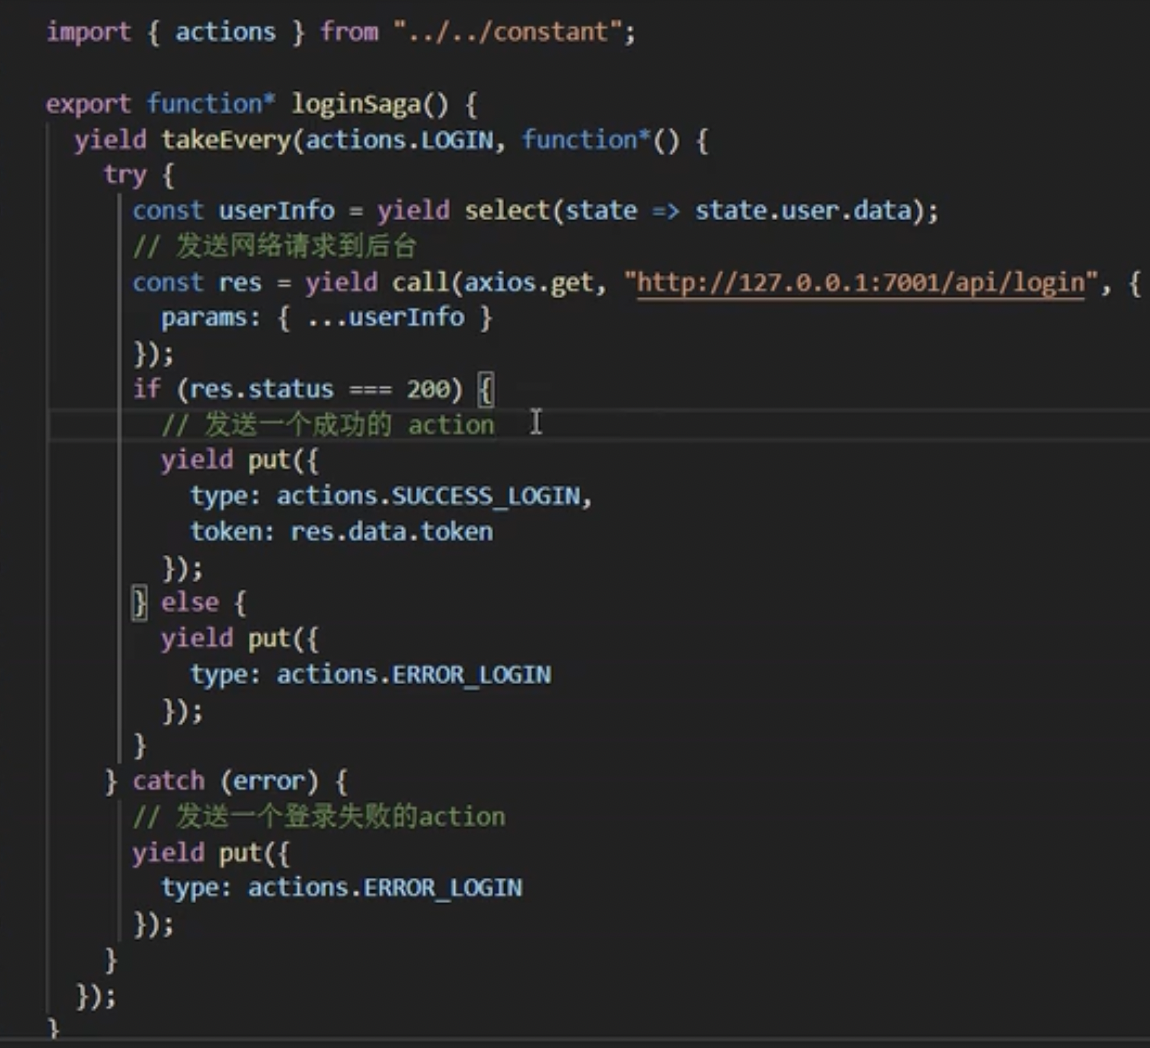 import { actions } from "../../constant";
export function* loginSaga() {
yield takeEvery(actions.LOGIN, function*() {
try {
const userInfo = yield select(state => state.user.data);
// 发送网络请求到后台
const res = yield call(axios.get, "http://127.0.0.1:7001/api/login", {
params: { ...userInfo }
});
if (res.status === 200) {
// 发送一个成功的 action
yield put({
type: actions.SUCCESS_LOGIN,
token: res.data.token
});
} else {
yield put({
type: actions.ERROR_LOGIN
});
}
} catch (error) {
// 发送一个登录失败的action
yield put({
type: actions.ERROR_LOGIN
});
}
});
}